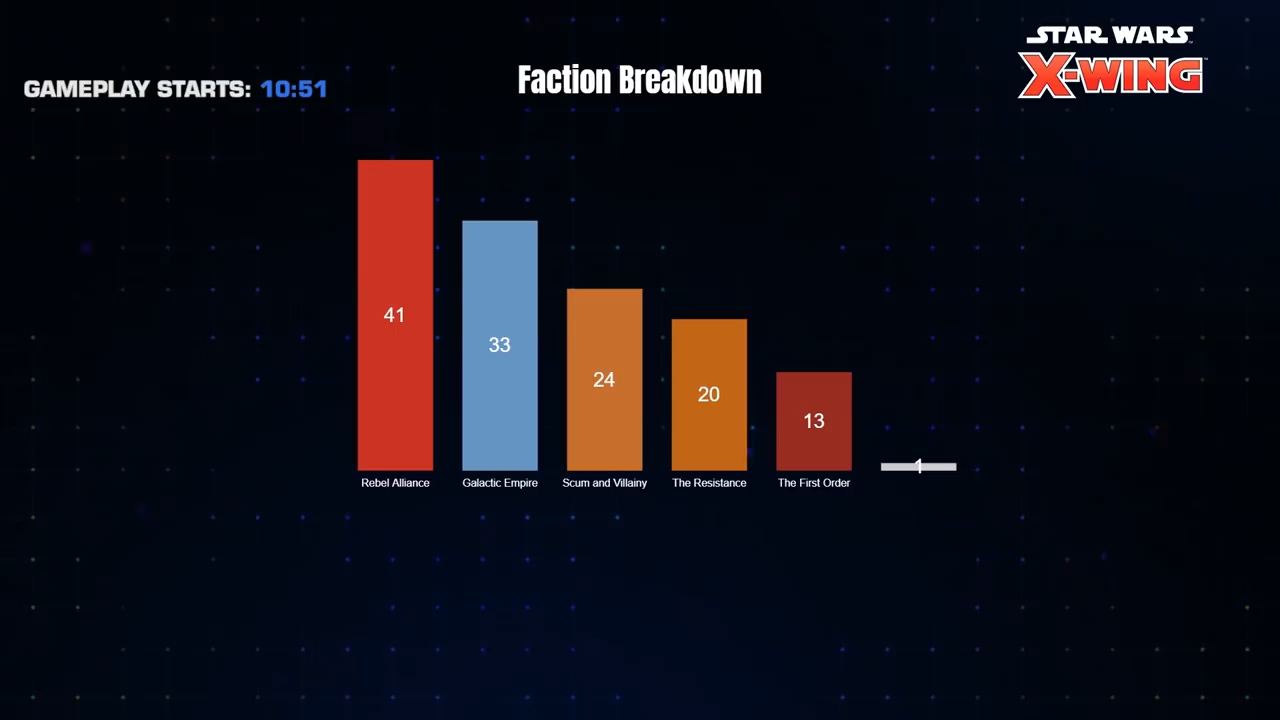 STAR WARS
X-WING
GAMEPLAY STARTS: 10:51
Faction Breakdown
41
33
24
20
13
1
Rebel Alliance
Galactic Empire
Scum and Villainy
The Resistance
The First Order